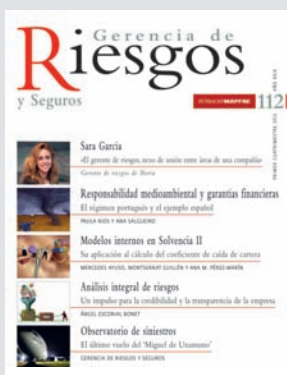 Gerencia de
Riesgos
y Seguros
FUNDACIÓN MAPFRE 112
Sara García
«El gerente de riesgos, nexo de unión entre áreas de una compañía»
Gerente de riesgos de Iberia
Responsabilidad medioambiental y garantías financieras
El régimen portugués y el ejemplo español
PAULA RIOS Y ANA SALGUEIRO
Modelos internos en Solvencia II
Su aplicación al cálculo del coeficiente de caída de cartera
MERCEDES AYUSO, MONTSERRAT GUILLÉN Y ANA M. PÉREZ-MARÍN
Análisis integral de riesgos
Un impulso para la credibilidad y la transparencia de la empresa
ÁNGEL ESCORIAL BONET
Observatorio de siniestros
El último vuelo del 'Miguel de Unamuno'
GERENCIA DE RIESGOS Y SEGUROS